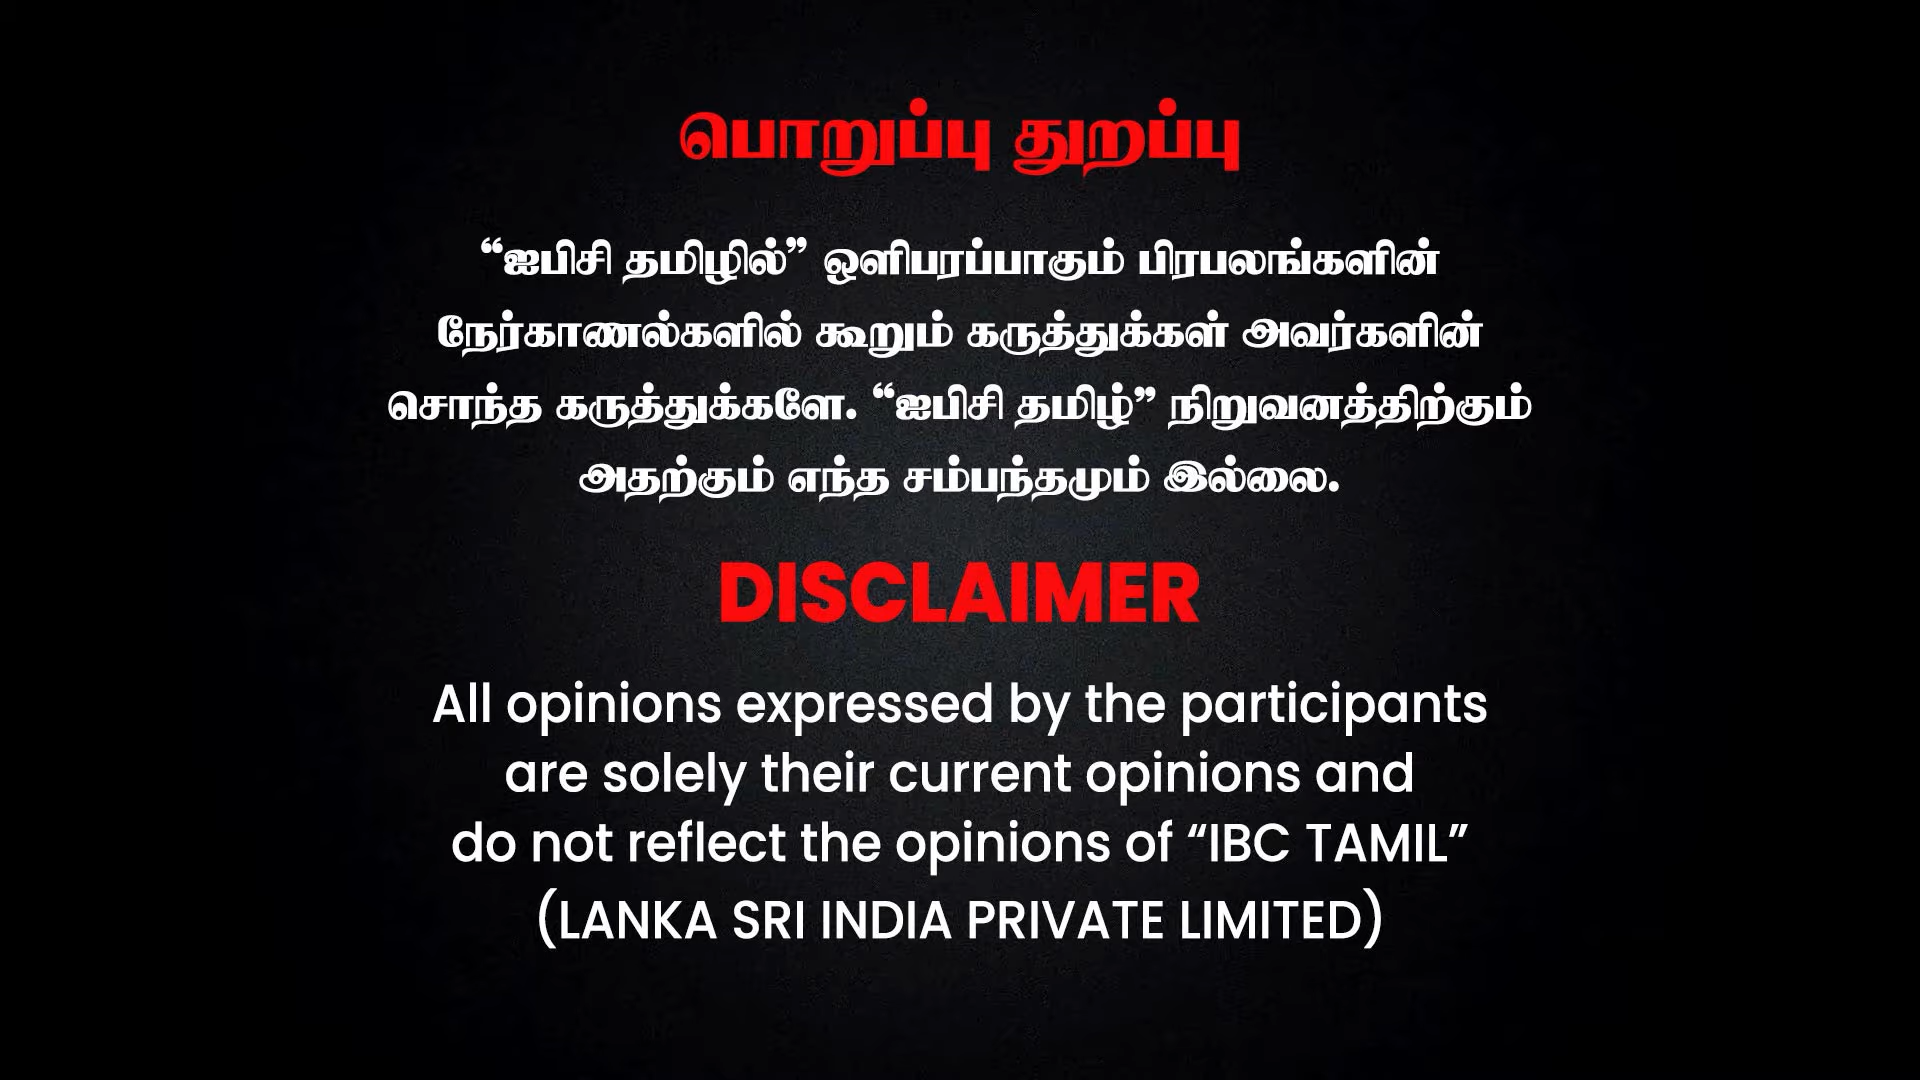 பொறுப்பு துறப்பு
“ஐபிசி தமிழில்” ஒளிபரப்பாகும் பிரபலங்களின்
நேர்காணல்களில் கூறும் கருத்துக்கள் அவர்களின்
சொந்த கருத்துக்களே. “ஐபிசி தமிழ்” நிறுவனத்திற்கும்
அதற்கும் எந்த சம்பந்தமும் இல்லை.
DISCLAIMER
All opinions expressed by the participants
are solely their current opinions and
do not reflect the opinions of “IBC TAMIL”
(LANKA SRI INDIA PRIVATE LIMITED)